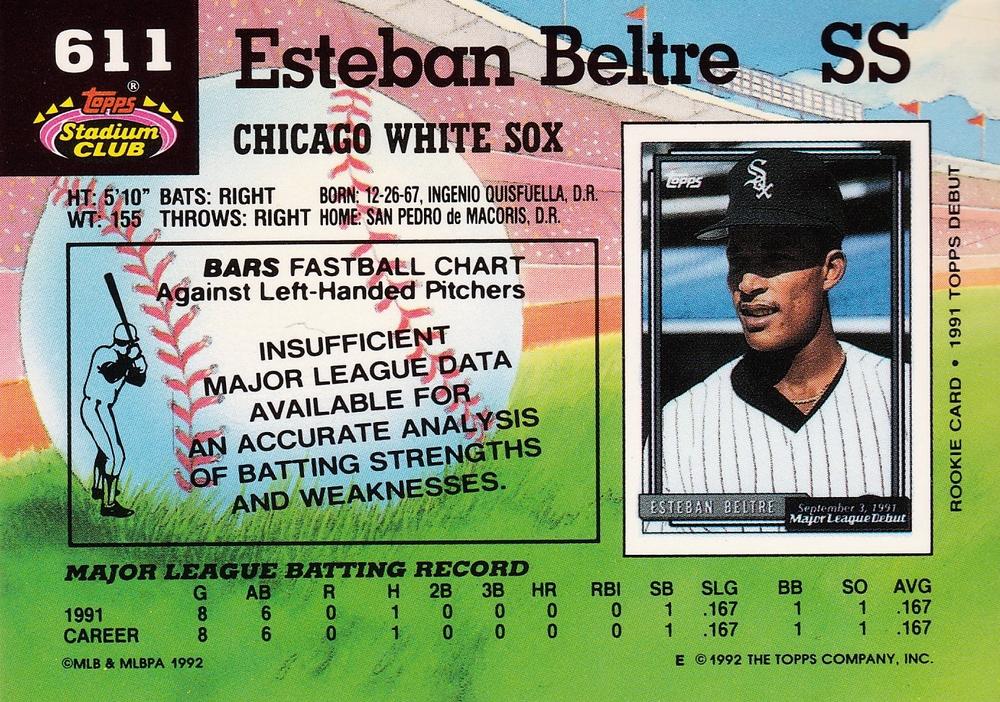 611
Topps®
Stadium
CLUB
Esteban Beltre SS
CHICAGO WHITE SOX
HT: 5'10" BATS: RIGHT BORN: 12-26-67, INGENIO QUISFUELLA, D.R.
WT: 155 THROWS: RIGHT HOME: SAN PEDRO de MACORIS, D.R.
BARS FASTBALL CHART
Against Left-Handed Pitchers
INSUFFICIENT
MAJOR LEAGUE DATA
AVAILABLE FOR
AN ACCURATE ANALYSIS
OF BATTING STRENGTHS
AND WEAKNESSES.
Topps
Sox
ESTEBAN BELTRE
September 3, 1991
Major League Debut
ROOKIE CARD • 1991 TOPPS DEBUT
MAJOR LEAGUE BATTING RECORD
G AB R H 2B 3B HR RBI SB SLG BB SO AVG
1991 8 6 0 1 0 0 0 0 1 .167 1 1 .167
CAREER 8 6 0 1 0 0 0 0 1 .167 1 1 .167
©MLB & MLBPA 1992
E ©1992 THE TOPPS COMPANY, INC.